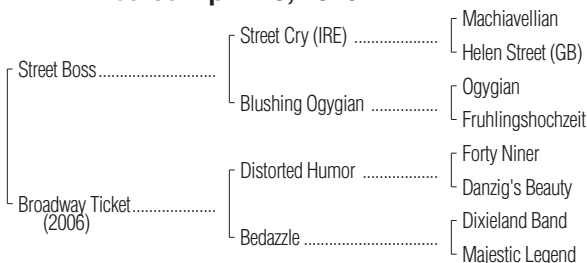 Machiavellian
Street Cry (IRE)
Helen Street (GB)
Street Boss
Ogygian
Blushing Ogygian
Fruhlingshochzeit
Forty Niner
Distorted Humor
Danzig's Beauty
Broadway Ticket
(2006)
Dixieland Band
Bedazzle
Majestic Legend